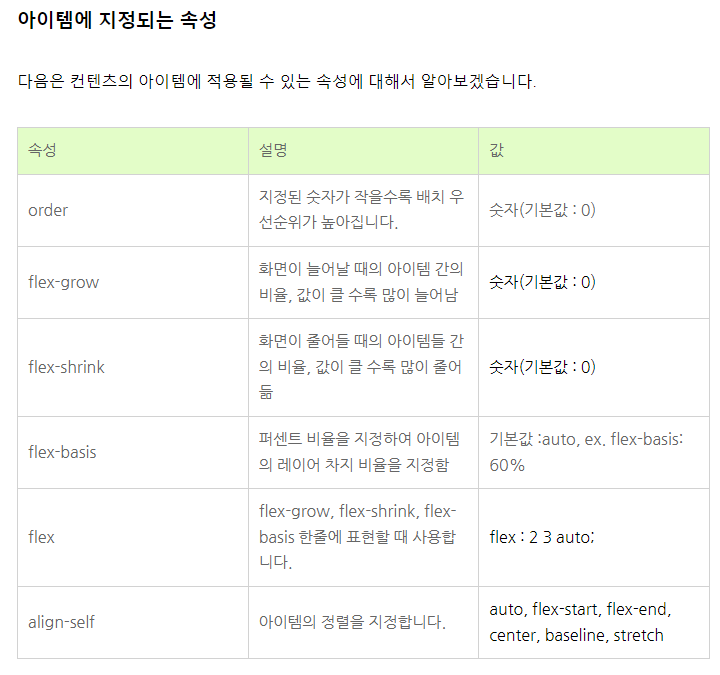 아이템에 지정되는 속성
다음은 컨텐츠의 아이템에 적용될 수 있는 속성에 대해서 알아보겠습니다.
속성 설명 값
order
지정된 숫자가 작을수록 배치 우
선순위가 높아집니다.
숫자(기본값 : 0)
flex-grow
화면이 늘어날 때의 아이템 간의
비율, 값이 클 수록 많이 늘어남
숫자(기본값 : 0)
flex-shrink
화면이 줄어들 때의 아이템들 간
의 비율, 값이 클 수록 많이 줄어
듦
숫자(기본값 : 0)
flex-basis
퍼센트 비율을 지정하여 아이템
의 레이어 차지 비율을 지정함
기본값 :auto, ex. flex-basis:
60%
flex
flex-grow, flex-shrink, flex-
basis 한줄에 표현할 때 사용합
니다.
flex : 2 3 auto;
align-self
아이템의 정렬을 지정합니다.
auto, flex-start, flex-end,
center, baseline, stretch